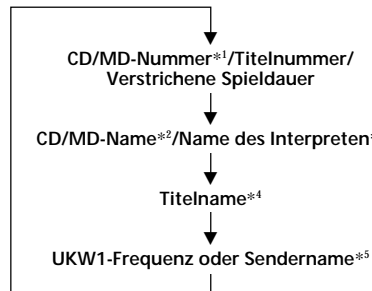 CD/MD-Nummer*1/Titelnummer/
Verstrichene Spieldauer
CD/MD-Name*2/Name des Interpreten*
Titelname*4
UKW1-Frequenz oder Sendername*5